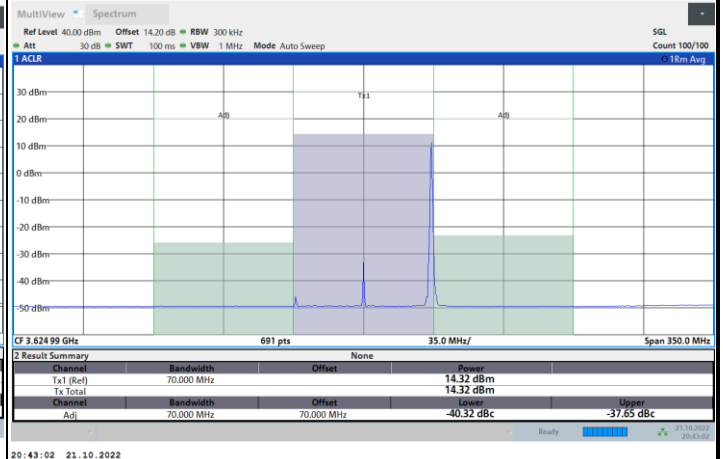 MultiView Spectrum
Ref Level 40.00 dBm Offset 14.20 dB RBW 300 kHz SGL
Att 30 dB SWT 100 ms VBW 1 MHz Mode Auto Sweep Count 100/100
1 ACLR 1Rm Avg
30 dBm
Tx1
20 dBm
Adj Adj
10 dBm
0 dBm
-10 dBm
-20 dBm
-30 dBm
-40 dBm
-50 dBm
CF 3.624 99 GHz 691 pts 35.0 MHz/ Span 350.0 MHz
2 Result Summary None
Channel Bandwidth Offset Power
Tx1 (Ref) 70.000 MHz 14.32 dBm
Tx Total 14.32 dBm
Channel Bandwidth Offset Lower Upper
Adj 70.000 MHz 70.000 MHz -40.32 dBc -37.65 dBc
Ready 21.10.2022
20:43:02
20:43:02 21.10.2022